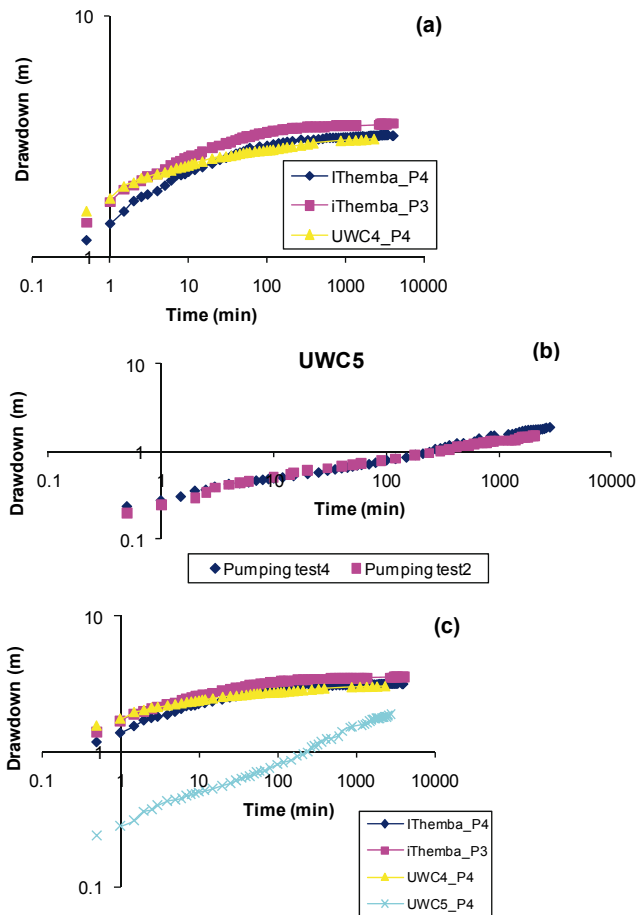 (a)
10
Drawdown (m)
1
0.1 1 10 100 1000 10000
Time (min)
IThemba_P4
iThemba_P3
UWC4_P4
UWC5
(b)
10
Drawdown (m)
1
0.1 1 10 100 1000 10000
Time (min)
0.1
Pumping test4 Pumping test2
(c)
10
Drawdown (m)
1
0.1 1 10 100 1000 10000
Time (min)
0.1
IThemba_P4
iThemba_P3
UWC4_P4
UWC5_P4